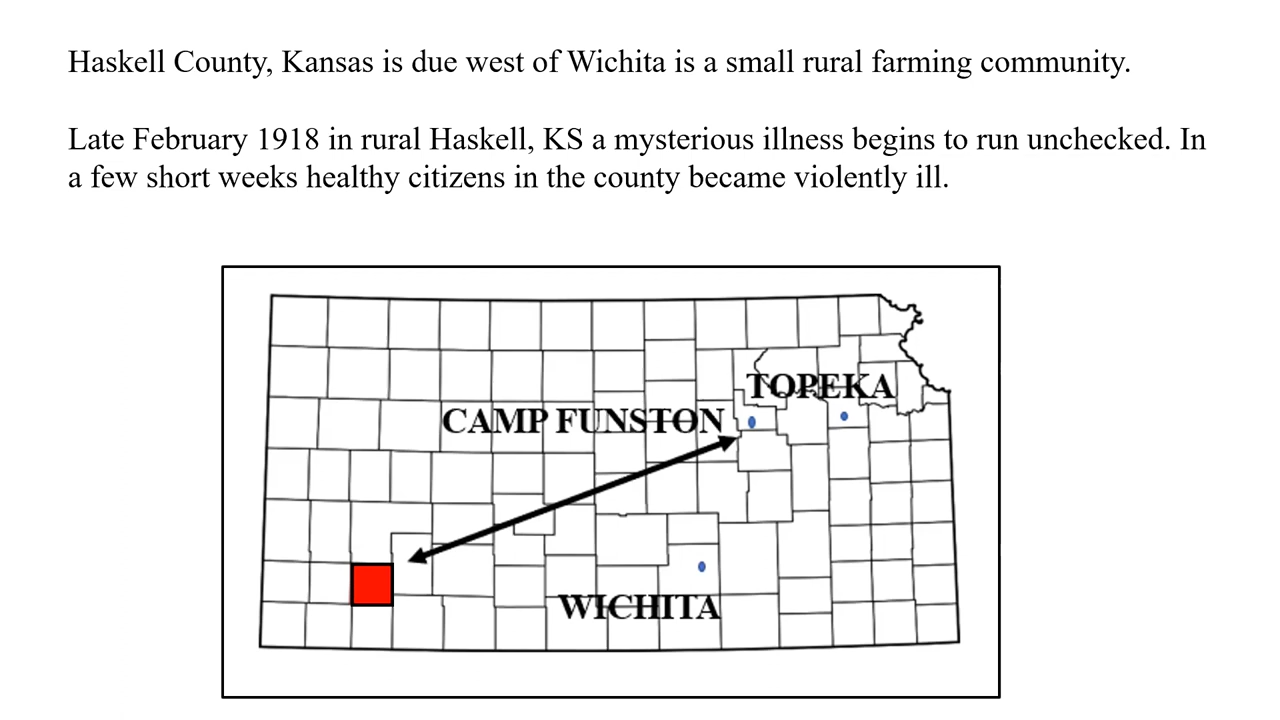 Haskell County, Kansas is due west of Wichita is a small rural farming community.
Late February 1918 in rural Haskell, KS a mysterious illness begins to run unchecked. In
a few short weeks healthy citizens in the county became violently ill.
TOPEKA
CAMP FUNSTON
WICHITA